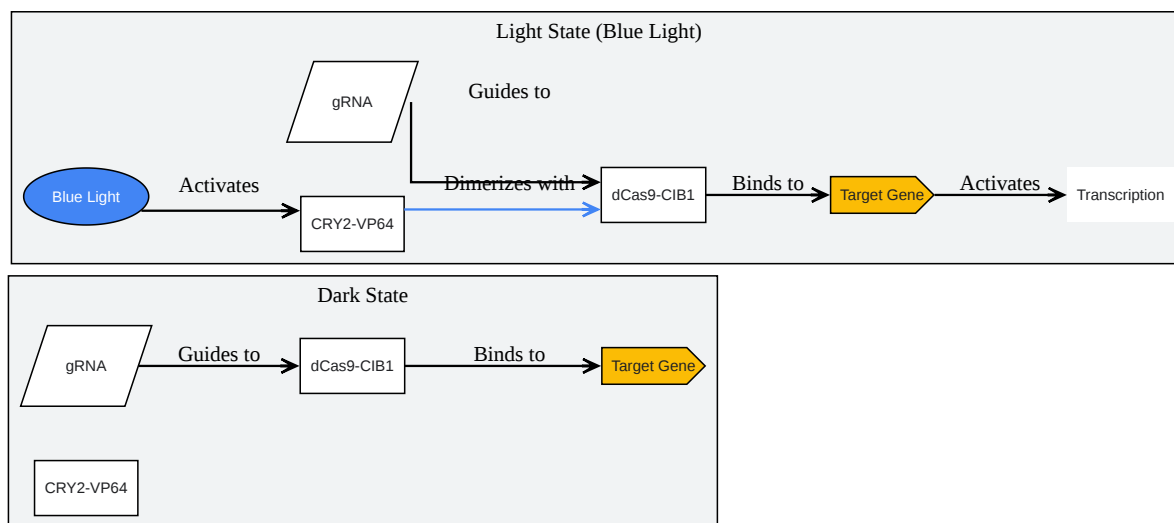 Light State (Blue Light)
gRNA
Guides to
Blue Light
Activates
CRY2-VP64
Dimerizes with
dCas9-CIB1
Binds to
Target Gene
Activates
Transcription
Dark State
gRNA
Guides to
dCas9-CIB1
Binds to
Target Gene
CRY2-VP64